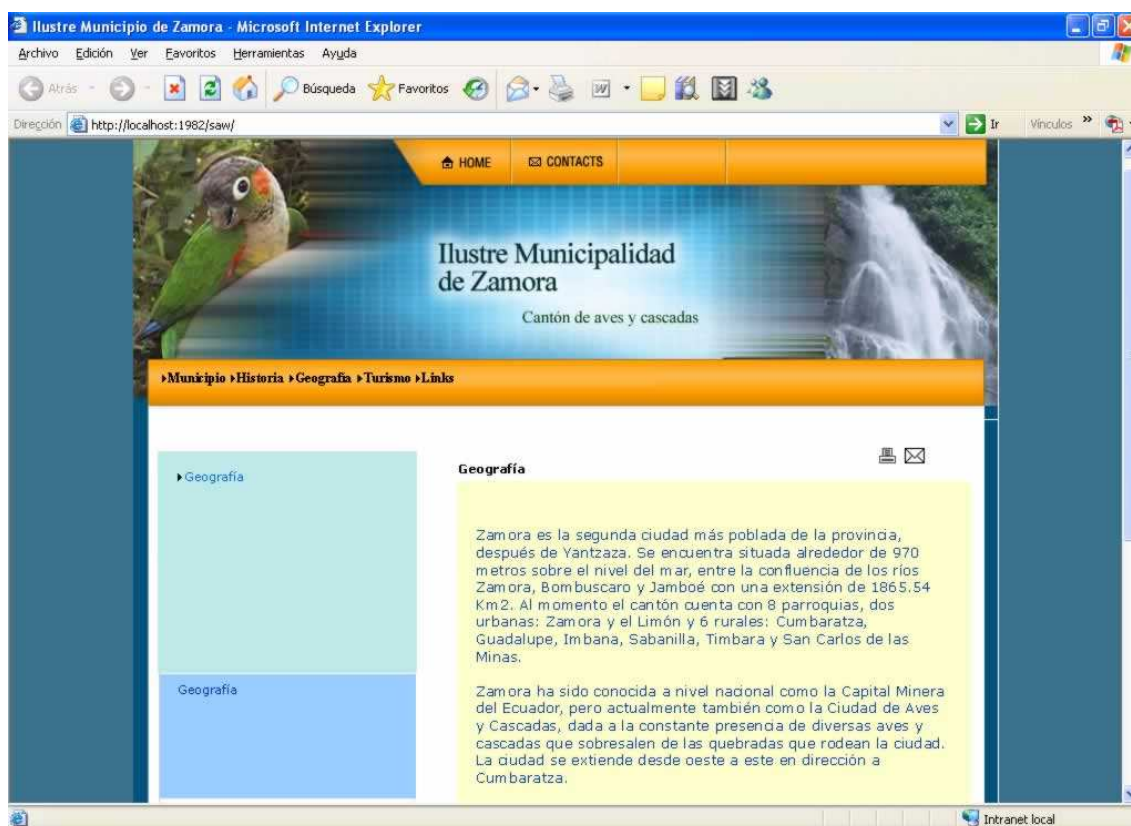 Ilustre Municipio de Zamora - Microsoft Internet Explorer
Archivo Edición Ver Favoritos Herramientas Ayuda
Atrás Búsqueda Favoritos
Dirección http://localhost:1982/saw/ Ir Vínculos »
HOME CONTACTS
Ilustre Municipalidad
de Zamora
Cantón de aves y cascadas
Municipio Historia Geografía Turismo Links
Geografía
Geografía
Geografía
Zamora es la segunda ciudad más poblada de la provincia,
después de Yantzaza. Se encuentra situada alrededor de 970
metros sobre el nivel del mar, entre la confluencia de los ríos
Zamora, Bombuscaro y Jamboé con una extensión de 1865.54
Km2. Al momento el cantón cuenta con 8 parroquias, dos
urbanas: Zamora y el Limón y 6 rurales: Cumbaratza,
Guadalupe, Imbana, Sabanilla, Timbara y San Carlos de las
Minas.
Zamora ha sido conocida a nivel nacional como la Capital Minera
del Ecuador, pero actualmente también como la Ciudad de Aves
y Cascadas, dada a la constante presencia de diversas aves y
cascadas que sobresalen de las quebradas que rodean la ciudad.
La ciudad se extiende desde oeste a este en dirección a
Cumbaratza.
Intranet local